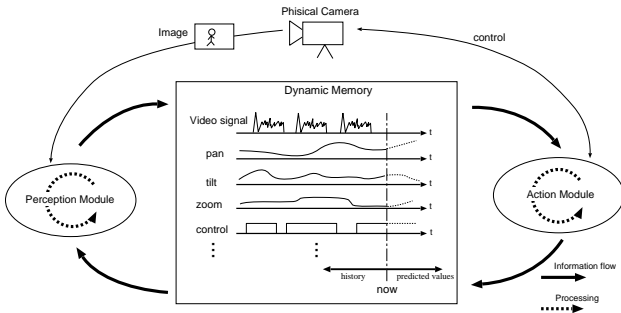 Phisical Camera
Image
control
Dynamic Memory
Video signal
t
pan
t
tilt
t
zoom
t
control
t
history
predicted values
now
Perception Module
Action Module
Information flow
Processing